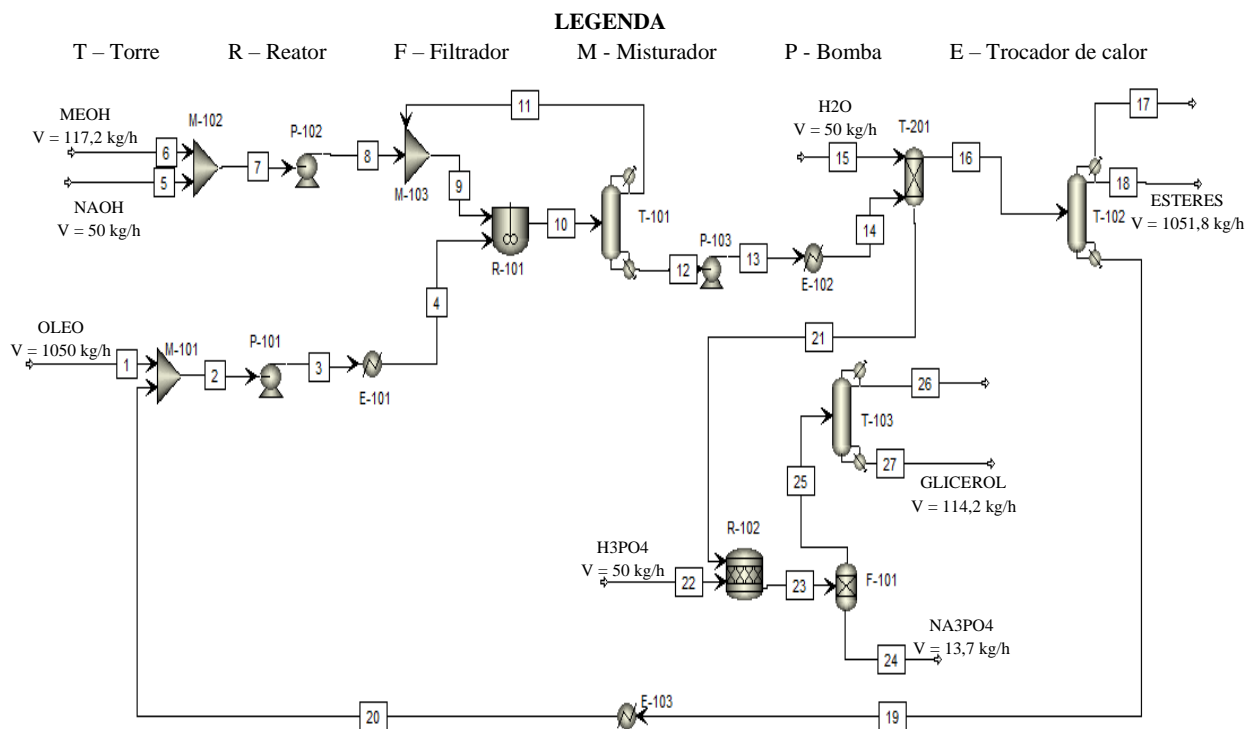 LEGENDA
T – Torre R – Reator F – Filtrador M - Misturador P - Bomba E – Trocador de calor
MEOH
V = 117,2 kg/h
M-102
P-102
6
7
8
5
NAOH
V = 50 kg/h
11
M-103
9
R-101
10
T-101
12
P-103
13
E-102
14
H2O
V = 50 kg/h
15
T-201
16
17
18
ESTERES
V = 1051,8 kg/h
T-102
4
OLEO
V = 1050 kg/h
1
M-101
2
P-101
3
E-101
21
26
T-103
27
GLICEROL
V = 114,2 kg/h
25
R-102
H3PO4
V = 50 kg/h
22
23
F-101
NA3PO4
V = 13,7 kg/h
24
20
E-103
19